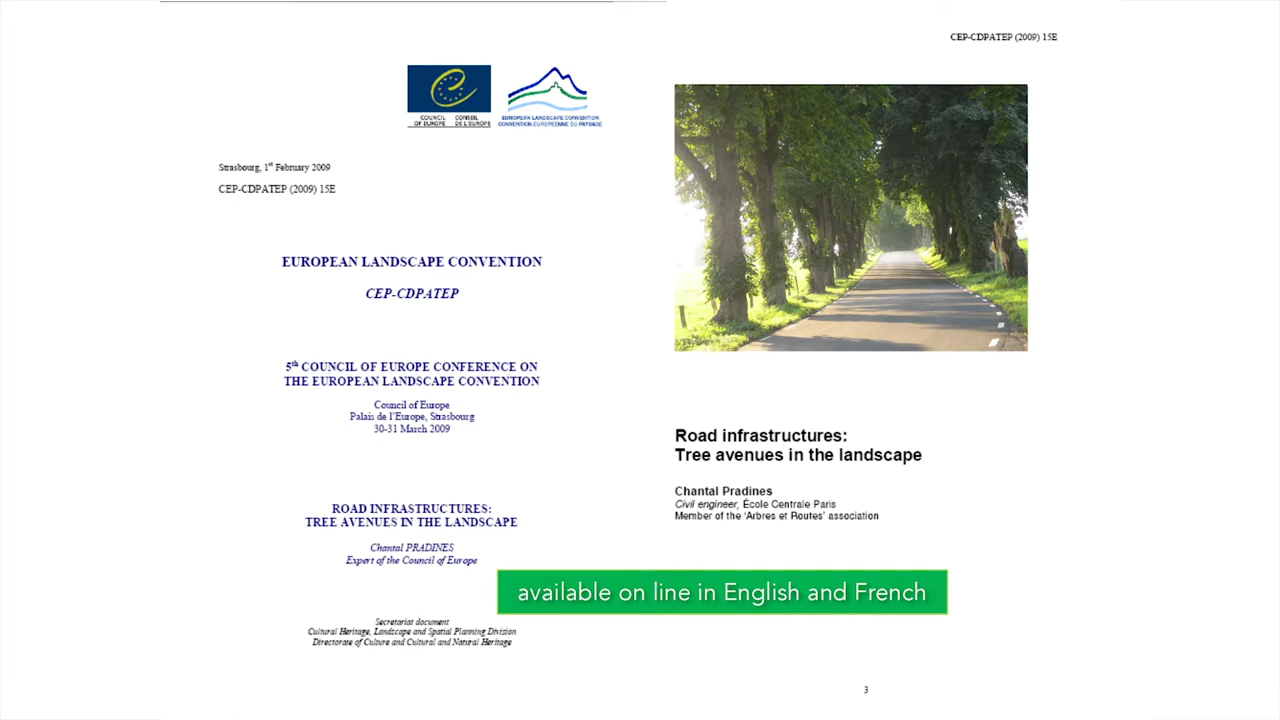 COUNCIL CONSEIL
OF EUROPE DE L'EUROPE
EUROPEAN LANDSCAPE CONVENTION
CONVENTION EUROPEENNE DU PAYSAGE
Strasbourg, 1st February 2009
CEP-CDPATEP (2009) 15E
EUROPEAN LANDSCAPE CONVENTION
CEP-CDPATEP
5th COUNCIL OF EUROPE CONFERENCE ON
THE EUROPEAN LANDSCAPE CONVENTION
Council of Europe
Palais de l'Europe, Strasbourg
30-31 March 2009
ROAD INFRASTRUCTURES:
TREE AVENUES IN THE LANDSCAPE
Chantal PRADINES
Expert of the Council of Europe
Secretariat document
Cultural Heritage, Landscape and Spatial Planning Division
Directorate of Culture and Cultural and Natural Heritage
CEP-CDPATEP (2009) 15E
Road infrastructures:
Tree avenues in the landscape
Chantal Pradines
Civil engineer, École Centrale Paris
Member of the 'Arbres et Routes' association
available on line in English and French
3